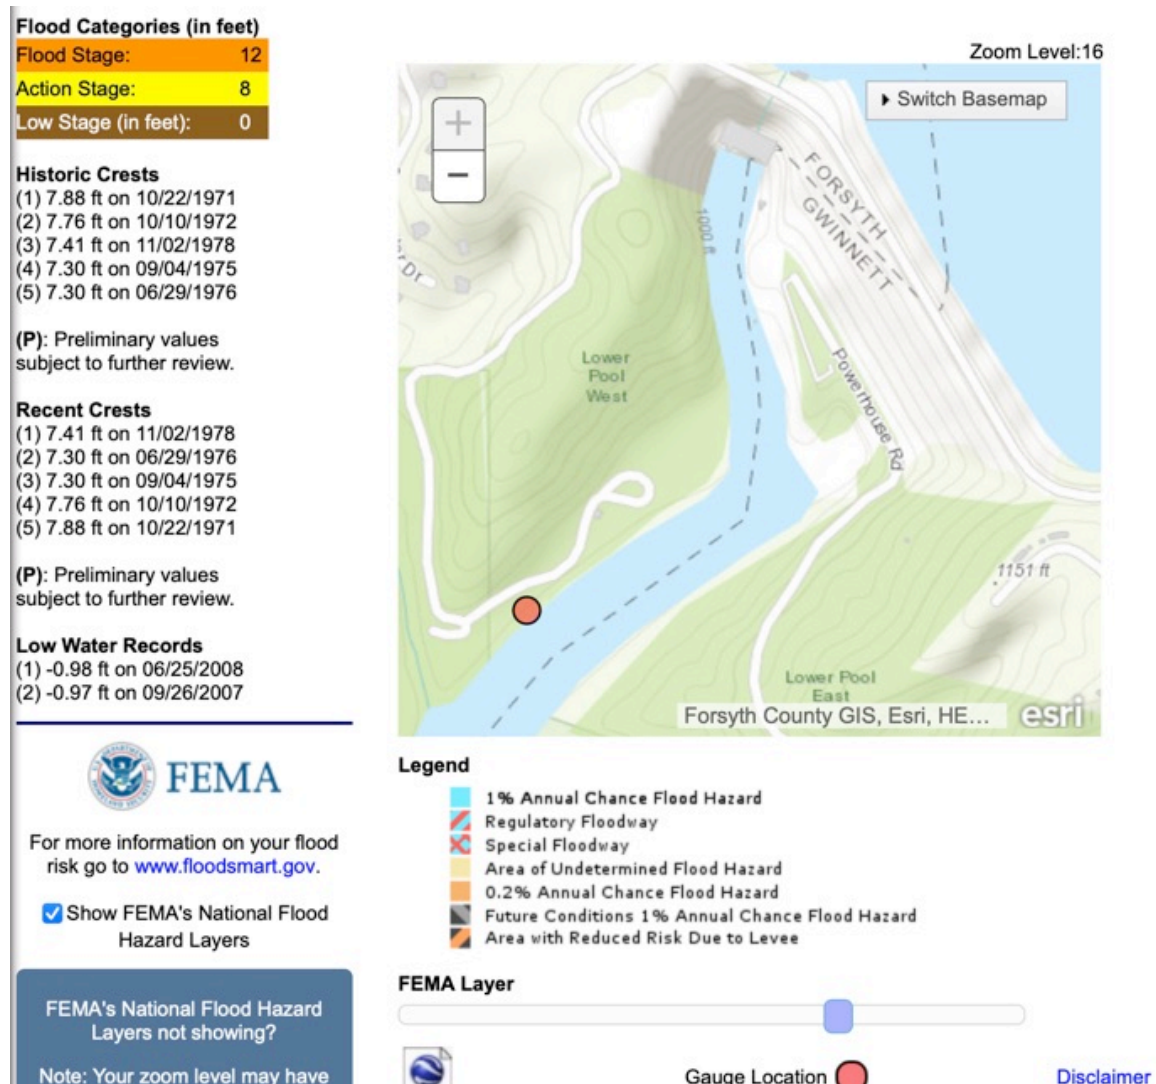 Flood Categories (in feet)
Flood Stage: 12
Action Stage: 8
Low Stage (in feet): 0
Historic Crests
(1) 7.88 ft on 10/22/1971
(2) 7.76 ft on 10/10/1972
(3) 7.41 ft on 11/02/1978
(4) 7.30 ft on 09/04/1975
(5) 7.30 ft on 06/29/1976
(P): Preliminary values
subject to further review.
Recent Crests
(1) 7.41 ft on 11/02/1978
(2) 7.30 ft on 06/29/1976
(3) 7.30 ft on 09/04/1975
(4) 7.76 ft on 10/10/1972
(5) 7.88 ft on 10/22/1971
(P): Preliminary values
subject to further review.
Low Water Records
(1) -0.98 ft on 06/25/2008
(2) -0.97 ft on 09/26/2007
FEMA
For more information on your flood
risk go to www.floodsmart.gov.
Show FEMA's National Flood
Hazard Layers
FEMA's National Flood Hazard
Layers not showing?
Note: Your zoom level may have
Zoom Level:16
Switch Basemap
+
−
FORSYTH
GWINNETT
1000 ft
Dr
Lower
Pool
West
Powerhouse Rd
1151 ft
Lower Pool
East
Forsyth County GIS, Esri, HE...
esri
Legend
1% Annual Chance Flood Hazard
Regulatory Floodway
Special Floodway
Area of Undetermined Flood Hazard
0.2% Annual Chance Flood Hazard
Future Conditions 1% Annual Chance Flood Hazard
Area with Reduced Risk Due to Levee
FEMA Layer
Gauge Location
Disclaimer